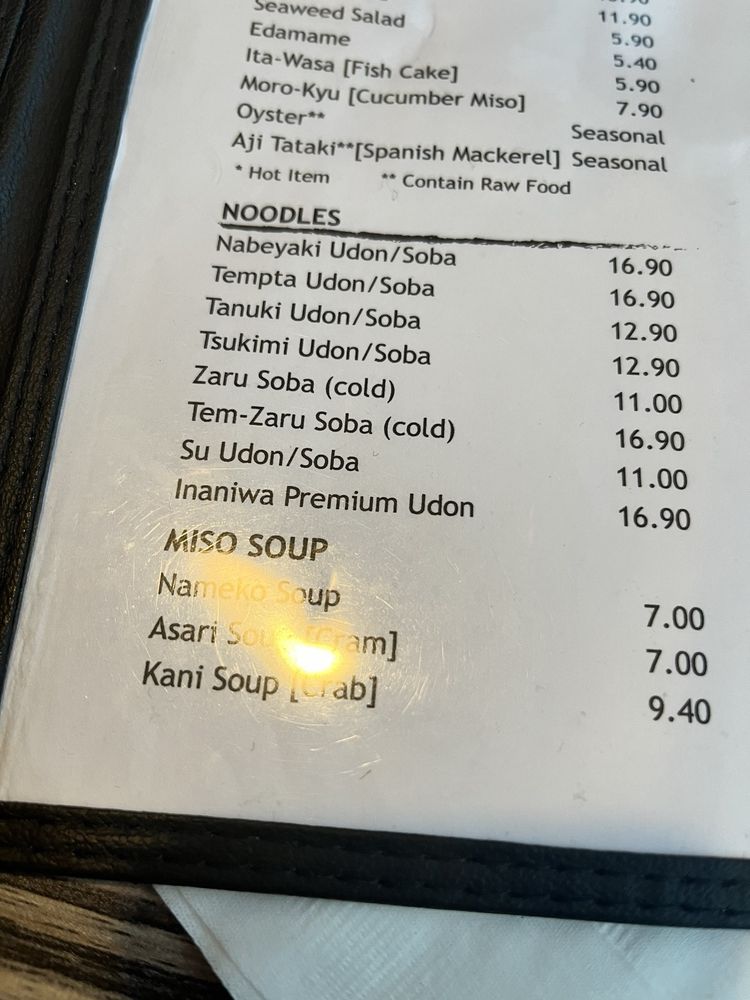 11.90
Seaweed Salad 5.90
Edamame 5.40
Ita-Wasa [Fish Cake] 5.90
Moro-Kyu [Cucumber Miso] 7.90
Oyster** Seasonal
Aji Tataki**[Spanish Mackerel] Seasonal
* Hot Item ** Contain Raw Food
NOODLES
Nabeyaki Udon/Soba 16.90
Tempta Udon/Soba 16.90
Tanuki Udon/Soba 12.90
Tsukimi Udon/Soba 12.90
Zaru Soba (cold) 11.00
Tem-Zaru Soba (cold) 16.90
Su Udon/Soba 11.00
Inaniwa Premium Udon 16.90
MISO SOUP
Nameko Soup 7.00
Asari Soup [Cram] 7.00
Kani Soup [Crab] 9.40